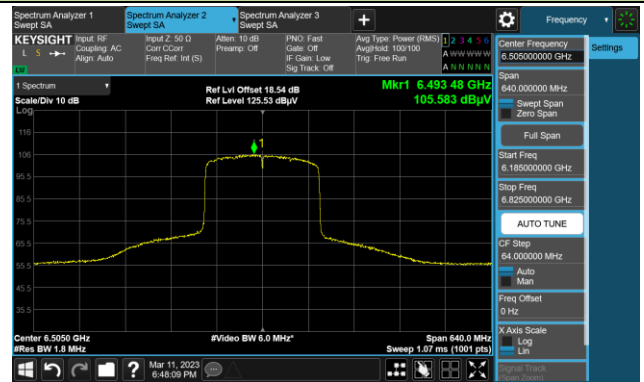 Spectrum Analyzer 1
Swept SA
Spectrum Analyzer 2
Swept SA
Spectrum Analyzer 3
Swept SA
+
Frequency
KEYSIGHT
L S
LW
Input: RF
Coupling: AC
Align: Auto
Input Z: 50 Ω
Corr CCorr
Freq Ref: Int (S)
Atten: 10 dB
Preamp: Off
PNO: Fast
Gate: Off
IF Gain: Low
Sig Track: Off
Avg Type: Power (RMS)
Avg|Hold: 100/100
Trig: Free Run
1 2 3 4 5 6
A W W W W W
A N N N N N
1 Spectrum
Scale/Div 10 dB
Log
Ref Lvl Offset 18.54 dB
Ref Level 125.53 dBµV
Mkr1 6.493 48 GHz
105.583 dBµV
116
106
95.5
85.5
75.5
65.5
55.5
45.5
35.5
1
Center 6.5050 GHz
#Res BW 1.8 MHz
#Video BW 6.0 MHz*
Span 640.0 MHz
Sweep 1.07 ms (1001 pts)
Center Frequency
6.505000000 GHz
Settings
Span
640.000000 MHz
Swept Span
Zero Span
Full Span
Start Freq
6.185000000 GHz
Stop Freq
6.825000000 GHz
AUTO TUNE
CF Step
64.000000 MHz
Auto
Man
Freq Offset
0 Hz
X Axis Scale
Log
Lin
Signal Track
(Span Zoom)
?
Mar 11, 2023
6:48:09 PM